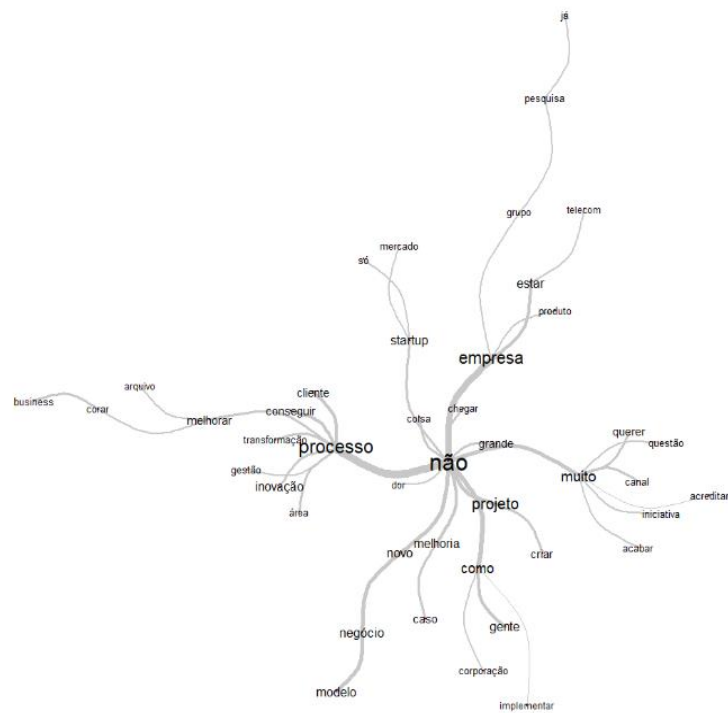 já
pesquisa
grupo
telecom
mercado
só
estar
produto
startup
empresa
cliente
arquivo
business
corar
conseguir
chegar
melhorar
coisa
querer
transformação
processo
grande
questão
não
gestão
muito
inovação
dor
canal
acreditar
projeto
área
iniciativa
melhoria
acabar
novo
criar
como
caso
gente
negócio
corporação
modelo
implementar